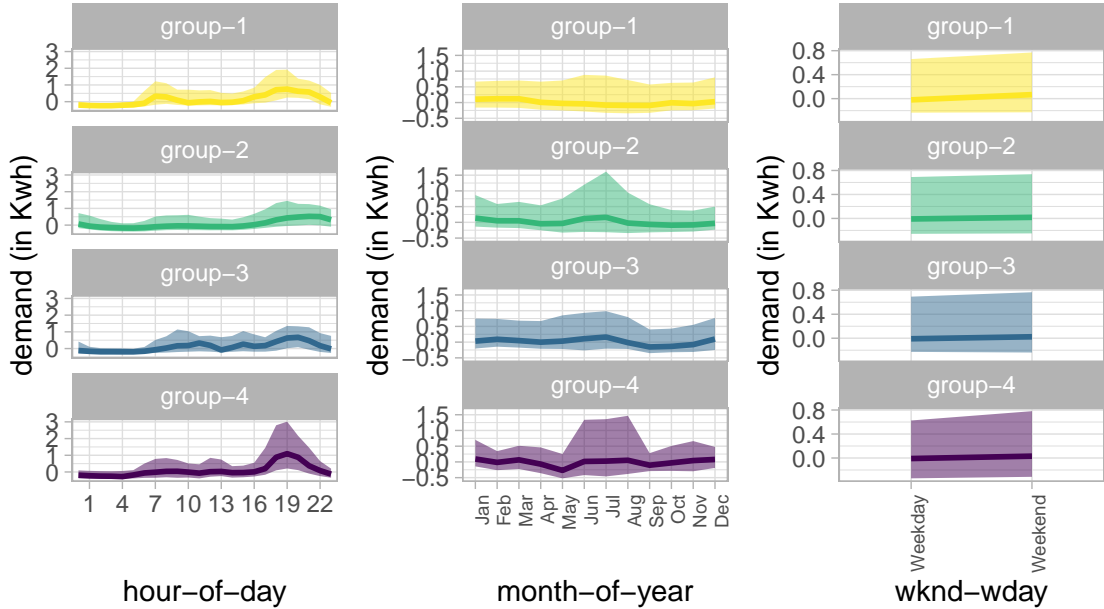 demand (in Kwh)
group−1
3
2
1
0
group−2
3
2
1
0
group−3
3
2
1
0
group−4
3
2
1
0
1 4 7 10 13 16 19 22
hour−of−day
demand (in Kwh)
group−1
1.5
1.0
0.5
0.0
−0.5
group−2
1.5
1.0
0.5
0.0
−0.5
group−3
1.5
1.0
0.5
0.0
−0.5
group−4
1.5
1.0
0.5
0.0
−0.5
Jan Feb Mar Apr May Jun Jul Aug Sep Oct Nov Dec
month−of−year
demand (in Kwh)
group−1
0.8
0.4
0.0
group−2
0.8
0.4
0.0
group−3
0.8
0.4
0.0
group−4
0.8
0.4
0.0
Weekday Weekend
wknd−wday